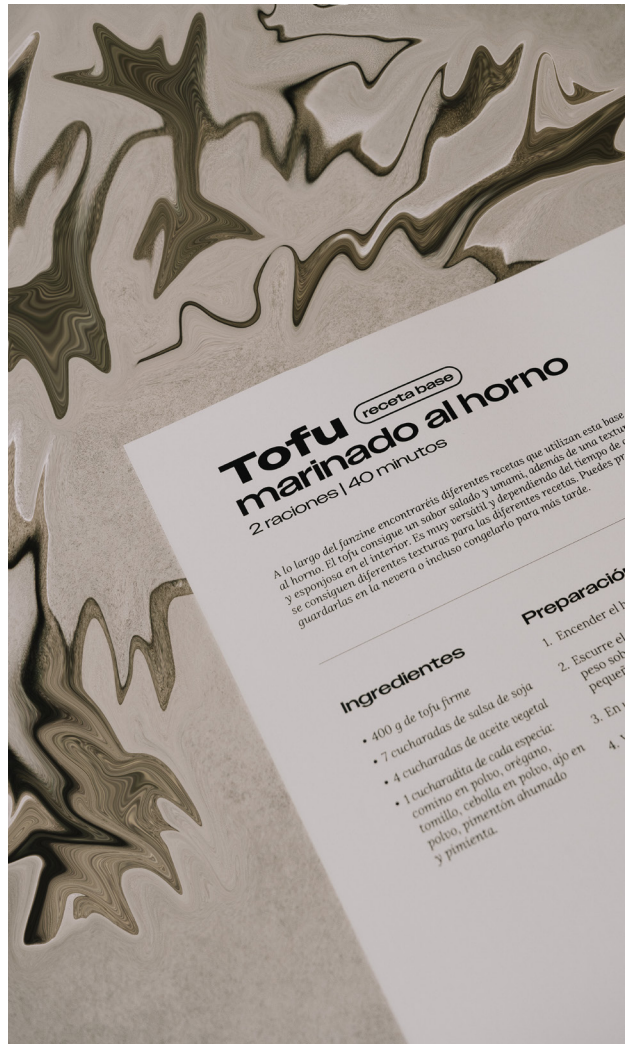 Tofu receta base
marinado al horno
2 raciones | 40 minutos
A lo largo del fanzine encontraréis diferentes recetas que utilizan esta base
al horno. El tofu consigue un sabor salado y umami, además de una
y esponjosa en el interior. Es muy versátil y dependiendo del tiempo de
se consiguen diferentes texturas para las diferentes recetas. Puedes
guardarlas en la nevera o incluso congelarlo para más tarde.
Ingredientes
• 400 g de tofu firme
• 7 cucharadas de salsa de soja
• 4 cucharadas de aceite vegetal
• 1 cucharadita de cada especia:
comino en polvo, orégano,
tomillo, cebolla en polvo, ajo en
polvo, pimentón ahumado
y pimienta.
Preparación
1. Encender el
2. Escurre el
peso
3. En
4.